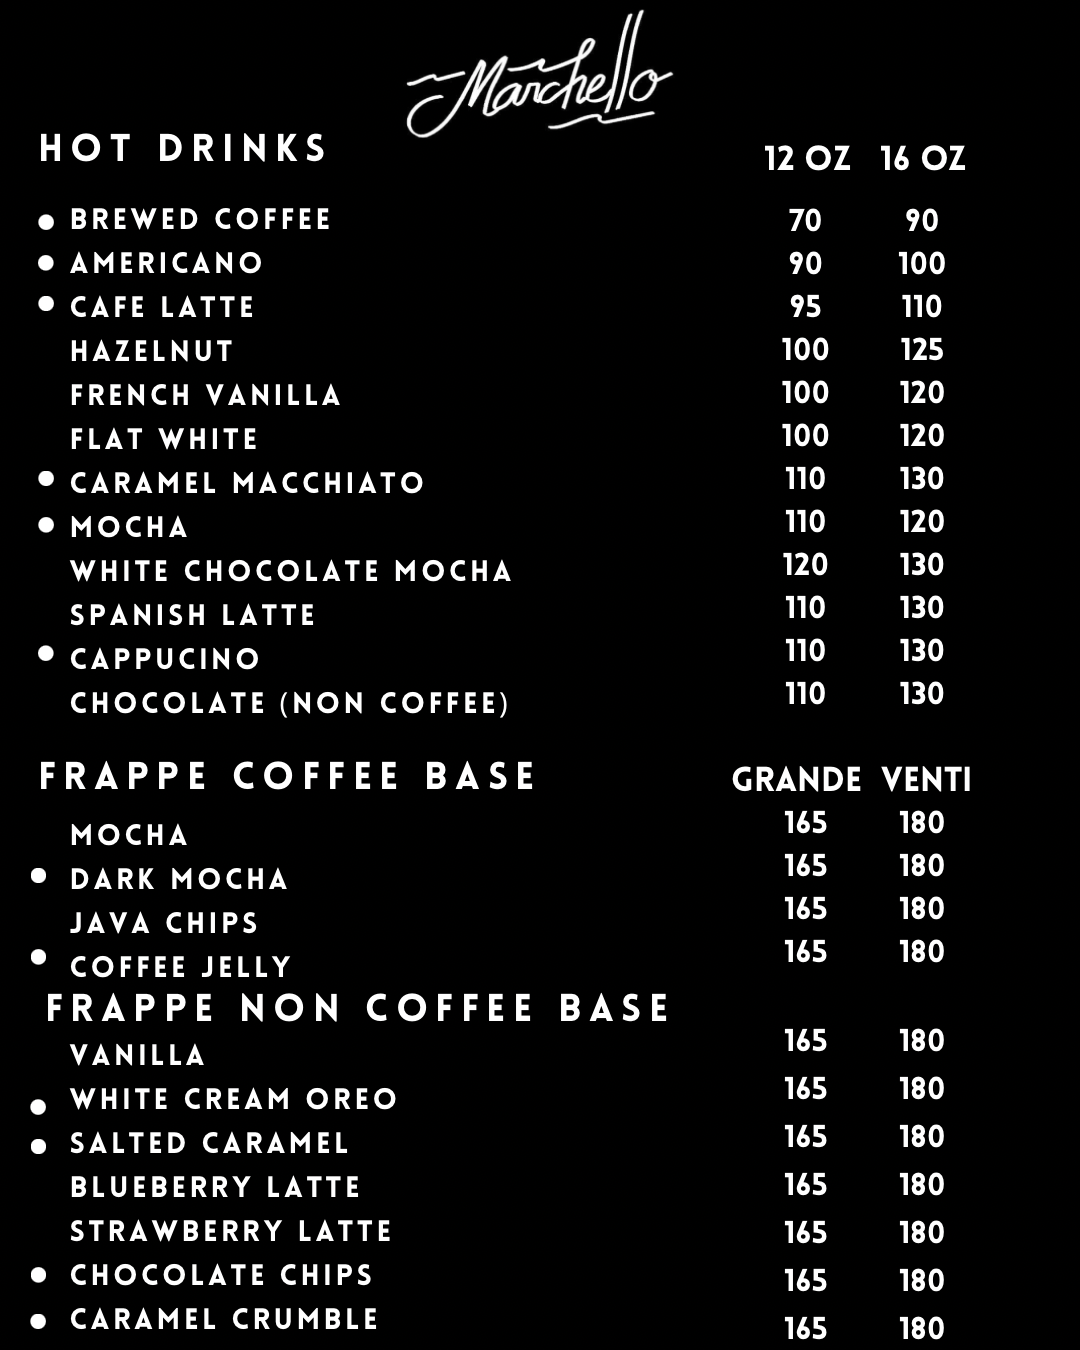 Marchello
HOT DRINKS 12 OZ 16 OZ
• BREWED COFFEE 70 90
• AMERICANO 90 100
• CAFE LATTE 95 110
HAZELNUT 100 125
FRENCH VANILLA 100 120
FLAT WHITE 100 120
• CARAMEL MACCHIATO 110 130
• MOCHA 110 120
WHITE CHOCOLATE MOCHA 120 130
SPANISH LATTE 110 130
• CAPPUCINO 110 130
CHOCOLATE (NON COFFEE) 110 130
FRAPPE COFFEE BASE GRANDE VENTI
MOCHA 165 180
• DARK MOCHA 165 180
JAVA CHIPS 165 180
• COFFEE JELLY 165 180
FRAPPE NON COFFEE BASE
VANILLA 165 180
• WHITE CREAM OREO 165 180
• SALTED CARAMEL 165 180
BLUEBERRY LATTE 165 180
STRAWBERRY LATTE 165 180
• CHOCOLATE CHIPS 165 180
• CARAMEL CRUMBLE 165 180